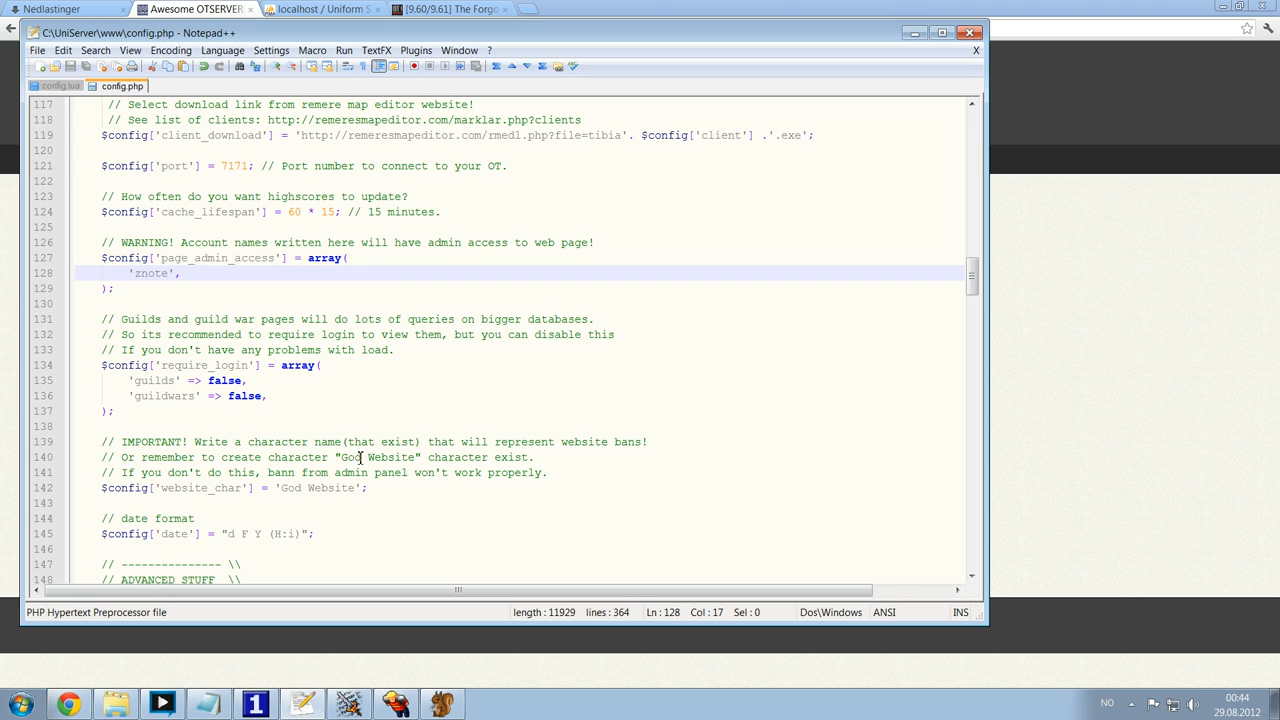 Nedlastinger
Awesome OTSERVER
localhost / Uniform S
[9.60/9.61] The Forgo
C:\UniServer\www\config.php - Notepad++
File Edit Search View Encoding Language Settings Macro Run TextFX Plugins Window ? X
config.lua config.php
117 // Select download link from remere map editor website!
118 // See list of clients: http://remeresmapeditor.com/marklar.php?clients
119 $config['client_download'] = 'http://remeresmapeditor.com/rmedl.php?file=tibia'. $config['client'] .'.exe';
120
121 $config['port'] = 7171; // Port number to connect to your OT.
122
123 // How often do you want highscores to update?
124 $config['cache_lifespan'] = 60 * 15; // 15 minutes.
125
126 // WARNING! Account names written here will have admin access to web page!
127 $config['page_admin_access'] = array(
128 'znote',
129 );
130
131 // Guilds and guild war pages will do lots of queries on bigger databases.
132 // So its recommended to require login to view them, but you can disable this
133 // If you don't have any problems with load.
134 $config['require_login'] = array(
135 'guilds' => false,
136 'guildwars' => false,
137 );
138
139 // IMPORTANT! Write a character name(that exist) that will represent website bans!
140 // Or remember to create character "God Website" character exist.
141 // If you don't do this, bann from admin panel won't work properly.
142 $config['website_char'] = 'God Website';
143
144 // date format
145 $config['date'] = "d F Y (H:i)";
146
147 // --------------- \\
148 // ADVANCED STUFF \\
PHP Hypertext Preprocessor file length : 11929 lines : 364 Ln : 128 Col : 17 Sel : 0 Dos\Windows ANSI INS
NO 00:44
29.08.2012